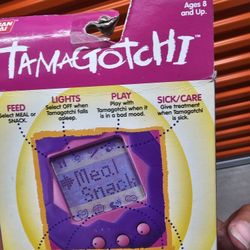 AGES 8
and Up.
TAMAGOTCHI™
FEED
Select MEAL or
SNACK.
LIGHTS
Select OFF when
Tamagotchi falls
asleep.
PLAY
Play with
Tamagotchi when it
is in a bad mood.
SICK/CARE
Give treatment
when Tamagotchi
is sick.
Meal
Snack